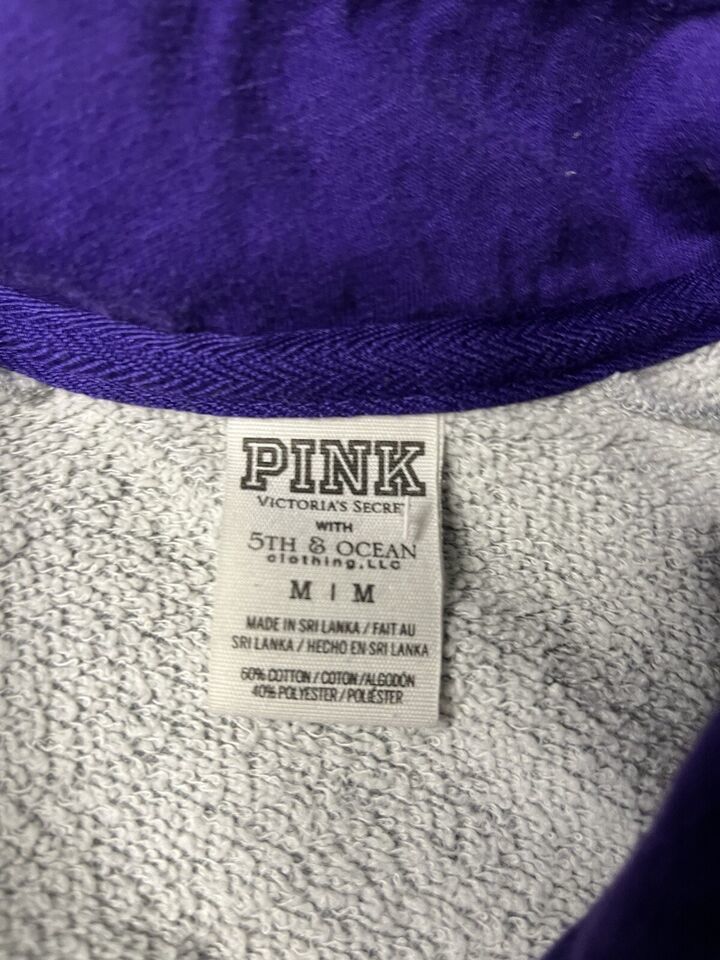 PINK
VICTORIA'S SECRET
WITH
5TH & OCEAN
clothing, LLC
M | M
MADE IN SRI LANKA / FAIT AU
SRI LANKA / HECHO EN SRI LANKA
60% COTTON / COTON / ALGODÓN
40% POLYESTER / POLIÉSTER